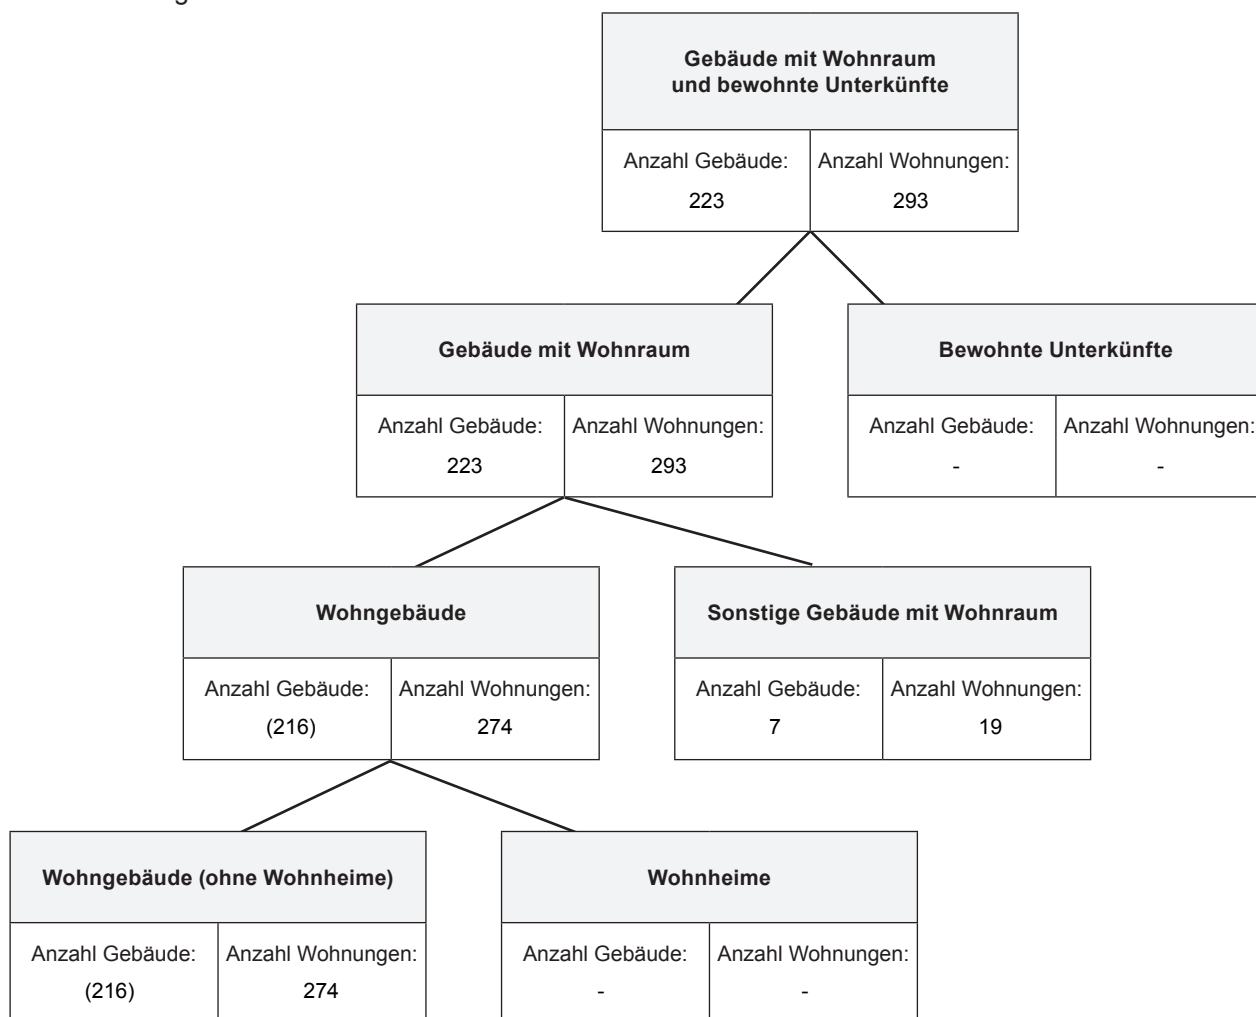 Gebäude mit Wohnraum
und bewohnte Unterkünfte
Anzahl Gebäude: Anzahl Wohnungen:
223 293
Gebäude mit Wohnraum
Bewohnte Unterkünfte
Anzahl Gebäude: Anzahl Wohnungen:
223 293
Anzahl Gebäude: Anzahl Wohnungen:
- -
Wohngebäude
Sonstige Gebäude mit Wohnraum
Anzahl Gebäude: Anzahl Wohnungen:
(216) 274
Anzahl Gebäude: Anzahl Wohnungen:
7 19
Wohngebäude (ohne Wohnheime)
Wohnheime
Anzahl Gebäude: Anzahl Wohnungen:
(216) 274
Anzahl Gebäude: Anzahl Wohnungen:
- -